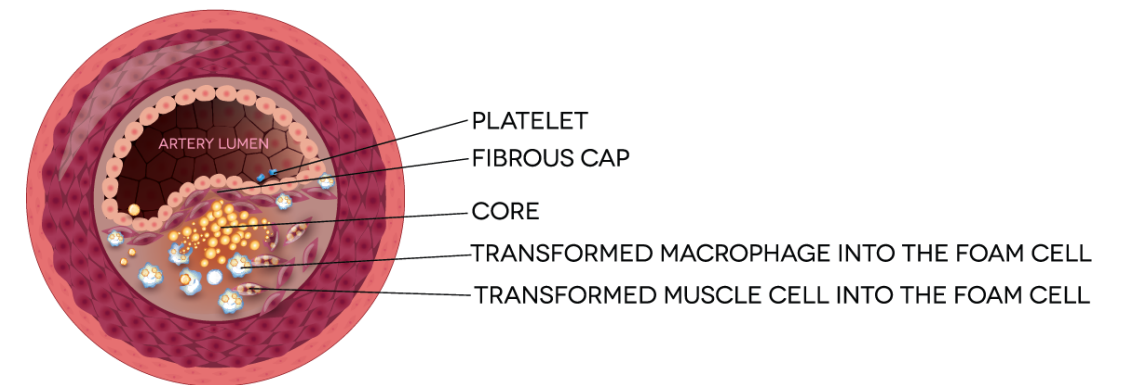 PLATELET
ARTERY LUMEN
FIBROUS CAP
CORE
TRANSFORMED MACROPHAGE INTO THE FOAM CELL
TRANSFORMED MUSCLE CELL INTO THE FOAM CELL